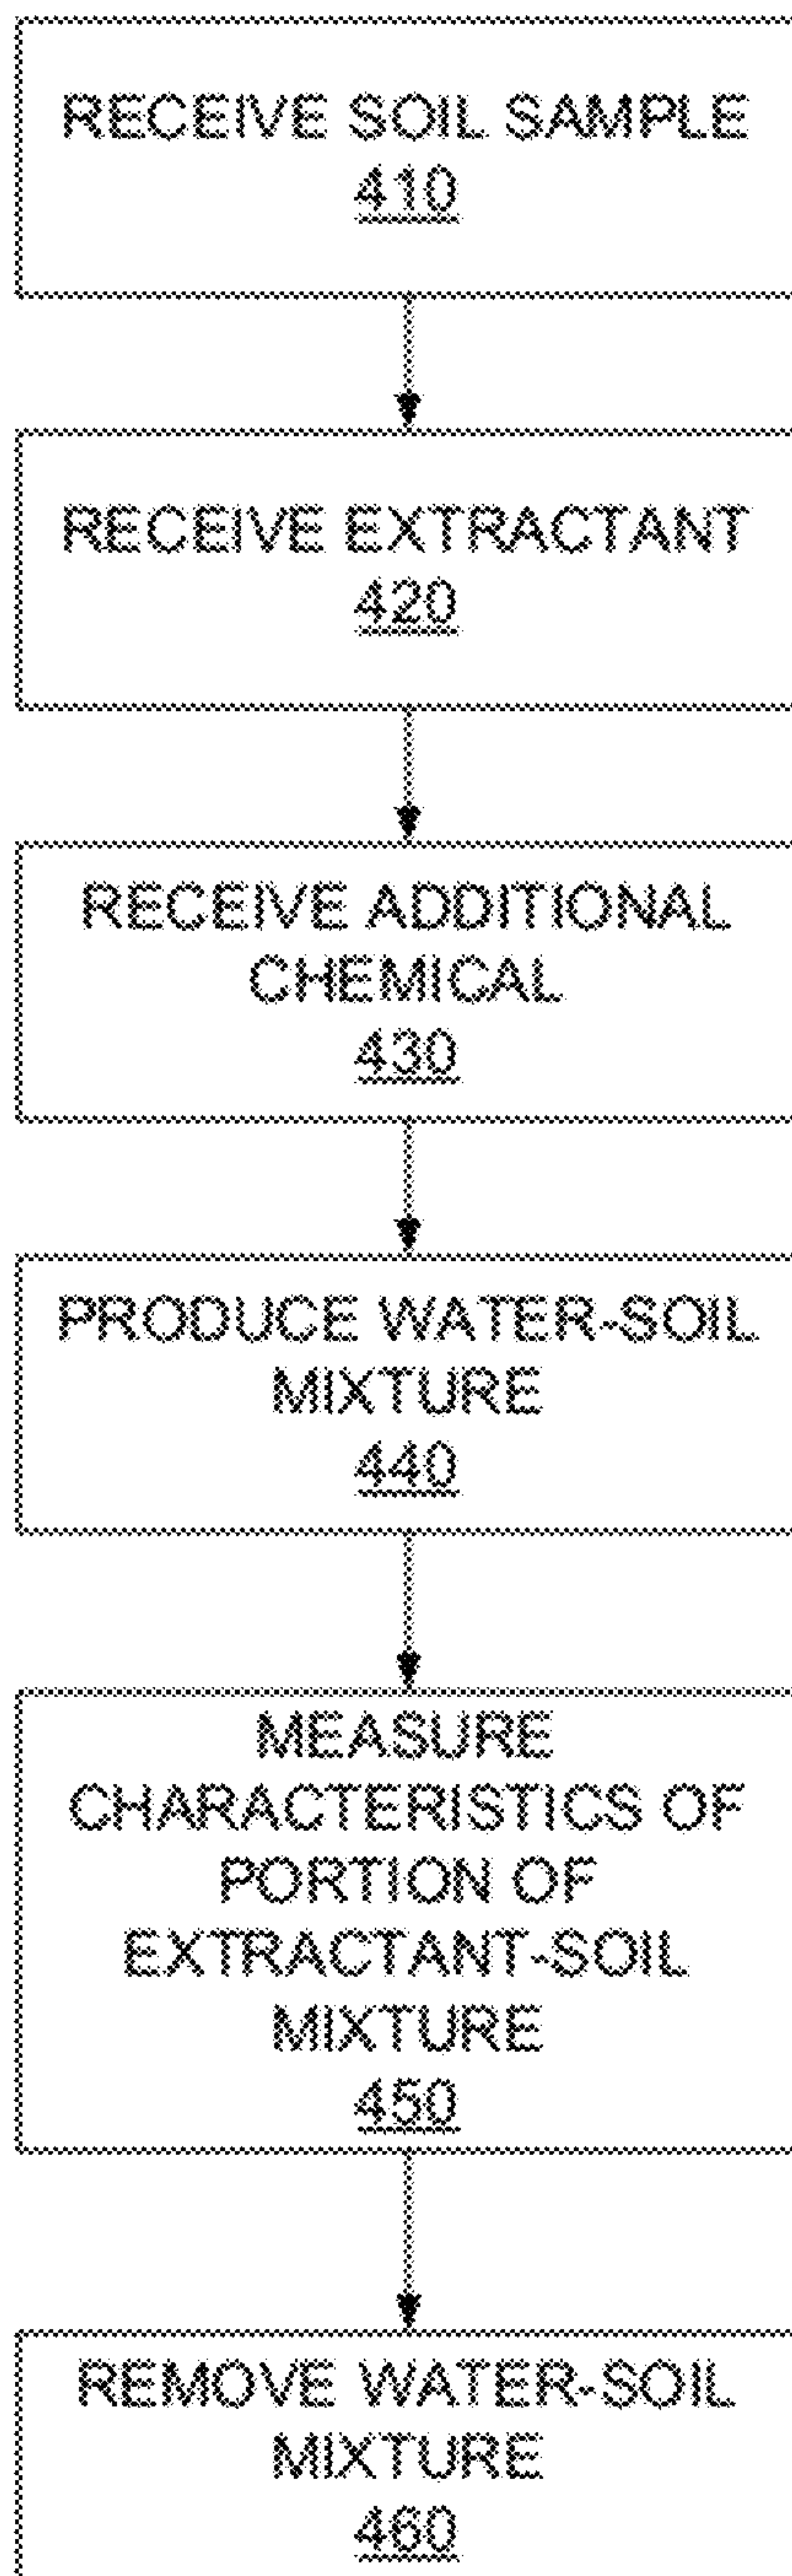 RECEIVE SOIL SAMPLE
410
RECEIVE EXTRACTANT
420
RECEIVE ADDITIONAL
CHEMICAL
430
PRODUCE WATER-SOIL
MIXTURE
440
MEASURE
CHARACTERISTICS OF
PORTION OF
EXTRACTANT-SOIL
MIXTURE
450
REMOVE WATER-SOIL
MIXTURE
460